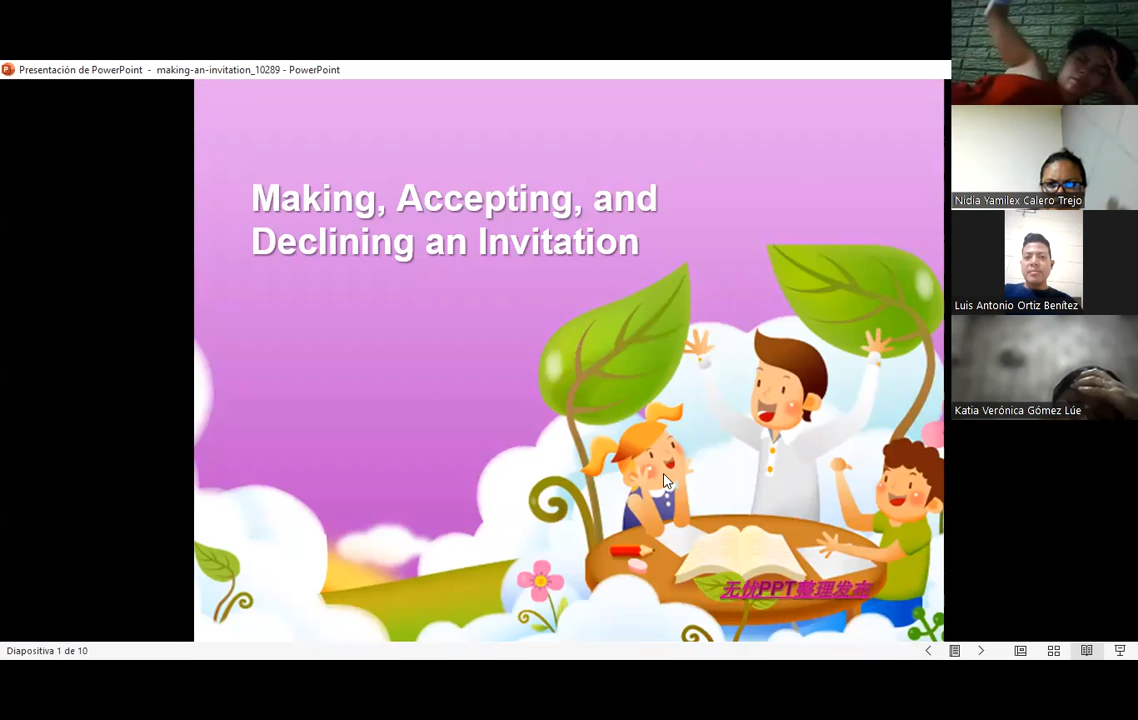 Presentación de PowerPoint - making-an-invitation_10289 - PowerPoint
Making, Accepting, and
Declining an Invitation
无忧PPT整理发布
Nidia Yamilex Calero Trejo
Luis Antonio Ortiz Benítez
Katia Verónica Gómez Lúe
Diapositiva 1 de 10